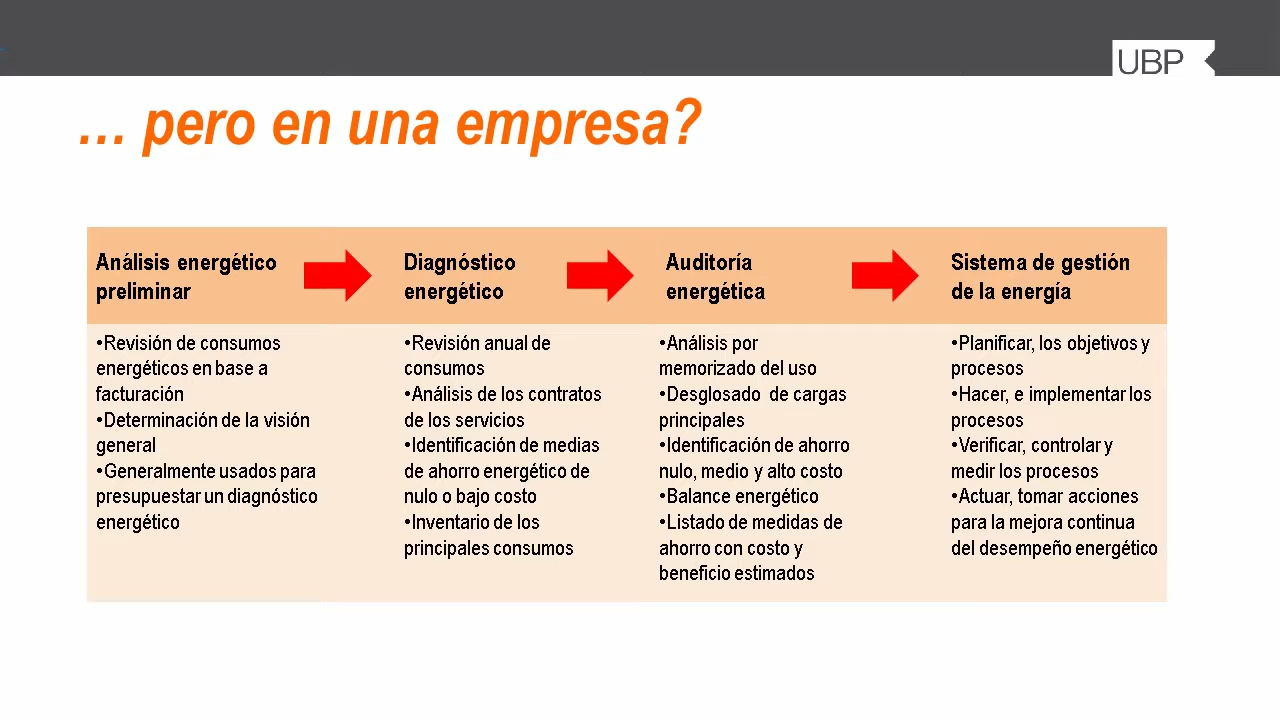 UBP
... pero en una empresa?
Análisis energético
preliminar
Diagnóstico
energético
Auditoría
energética
Sistema de gestión
de la energía
•Revisión de consumos
energéticos en base a
facturación
•Determinación de la visión
general
•Generalmente usados para
presupuestar un diagnóstico
energético
•Revisión anual de
consumos
•Análisis de los contratos
de los servicios
•Identificación de medias
de ahorro energético de
nulo o bajo costo
•Inventario de los
principales consumos
•Análisis por
memorizado del uso
•Desglosado de cargas
principales
•Identificación de ahorro
nulo, medio y alto costo
•Balance energético
•Listado de medidas de
ahorro con costo y
beneficio estimados
•Planificar, los objetivos y
procesos
•Hacer, e implementar los
procesos
•Verificar, controlar y
medir los procesos
•Actuar, tomar acciones
para la mejora continua
del desempeño energético